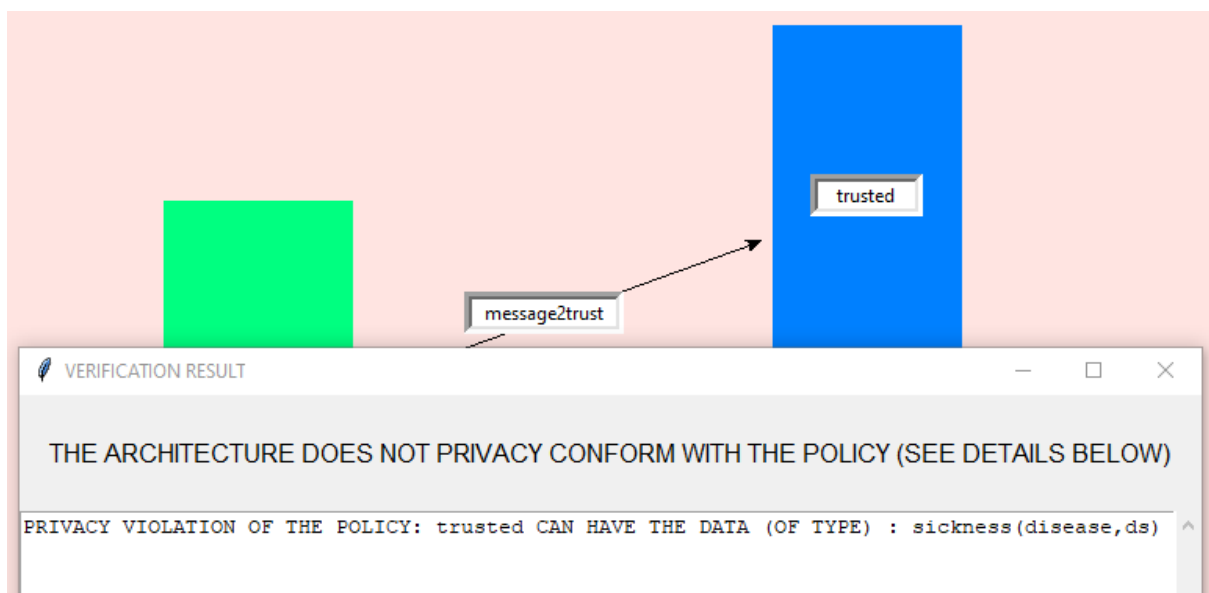 trusted
message2trust
VERIFICATION RESULT
THE ARCHITECTURE DOES NOT PRIVACY CONFORM WITH THE POLICY (SEE DETAILS BELOW)
PRIVACY VIOLATION OF THE POLICY: trusted CAN HAVE THE DATA (OF TYPE) : sickness(disease,ds)